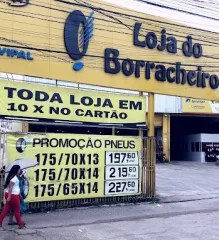 VIPAL
Loja do
Borracheiro
TODA LOJA EM
10 X NO CARTÃO
PROMOÇÃO PNEUS
175/70X13 197,60
175/70X14 219,50
175/65X14 227,60